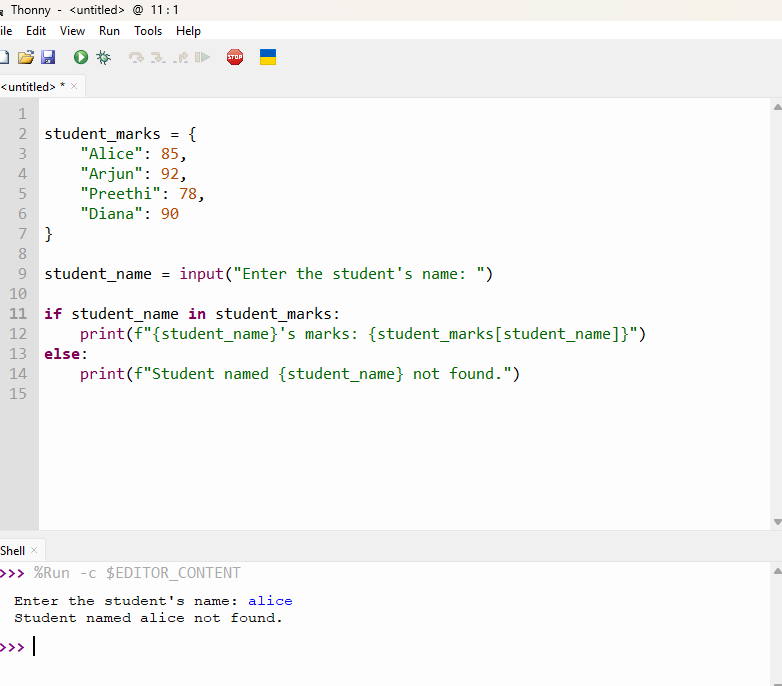 Thonny - <untitled> @ 11 : 1
ile Edit View Run Tools Help
STOP
<untitled> * ×
1
2 student_marks = {
3     "Alice": 85,
4     "Arjun": 92,
5     "Preethi": 78,
6     "Diana": 90
7 }
8
9 student_name = input("Enter the student's name: ")
10
11 if student_name in student_marks:
12     print(f"{student_name}'s marks: {student_marks[student_name]}")
13 else:
14     print(f"Student named {student_name} not found.")
15
Shell ×
>>> %Run -c $EDITOR_CONTENT
Enter the student's name: alice
Student named alice not found.
>>>